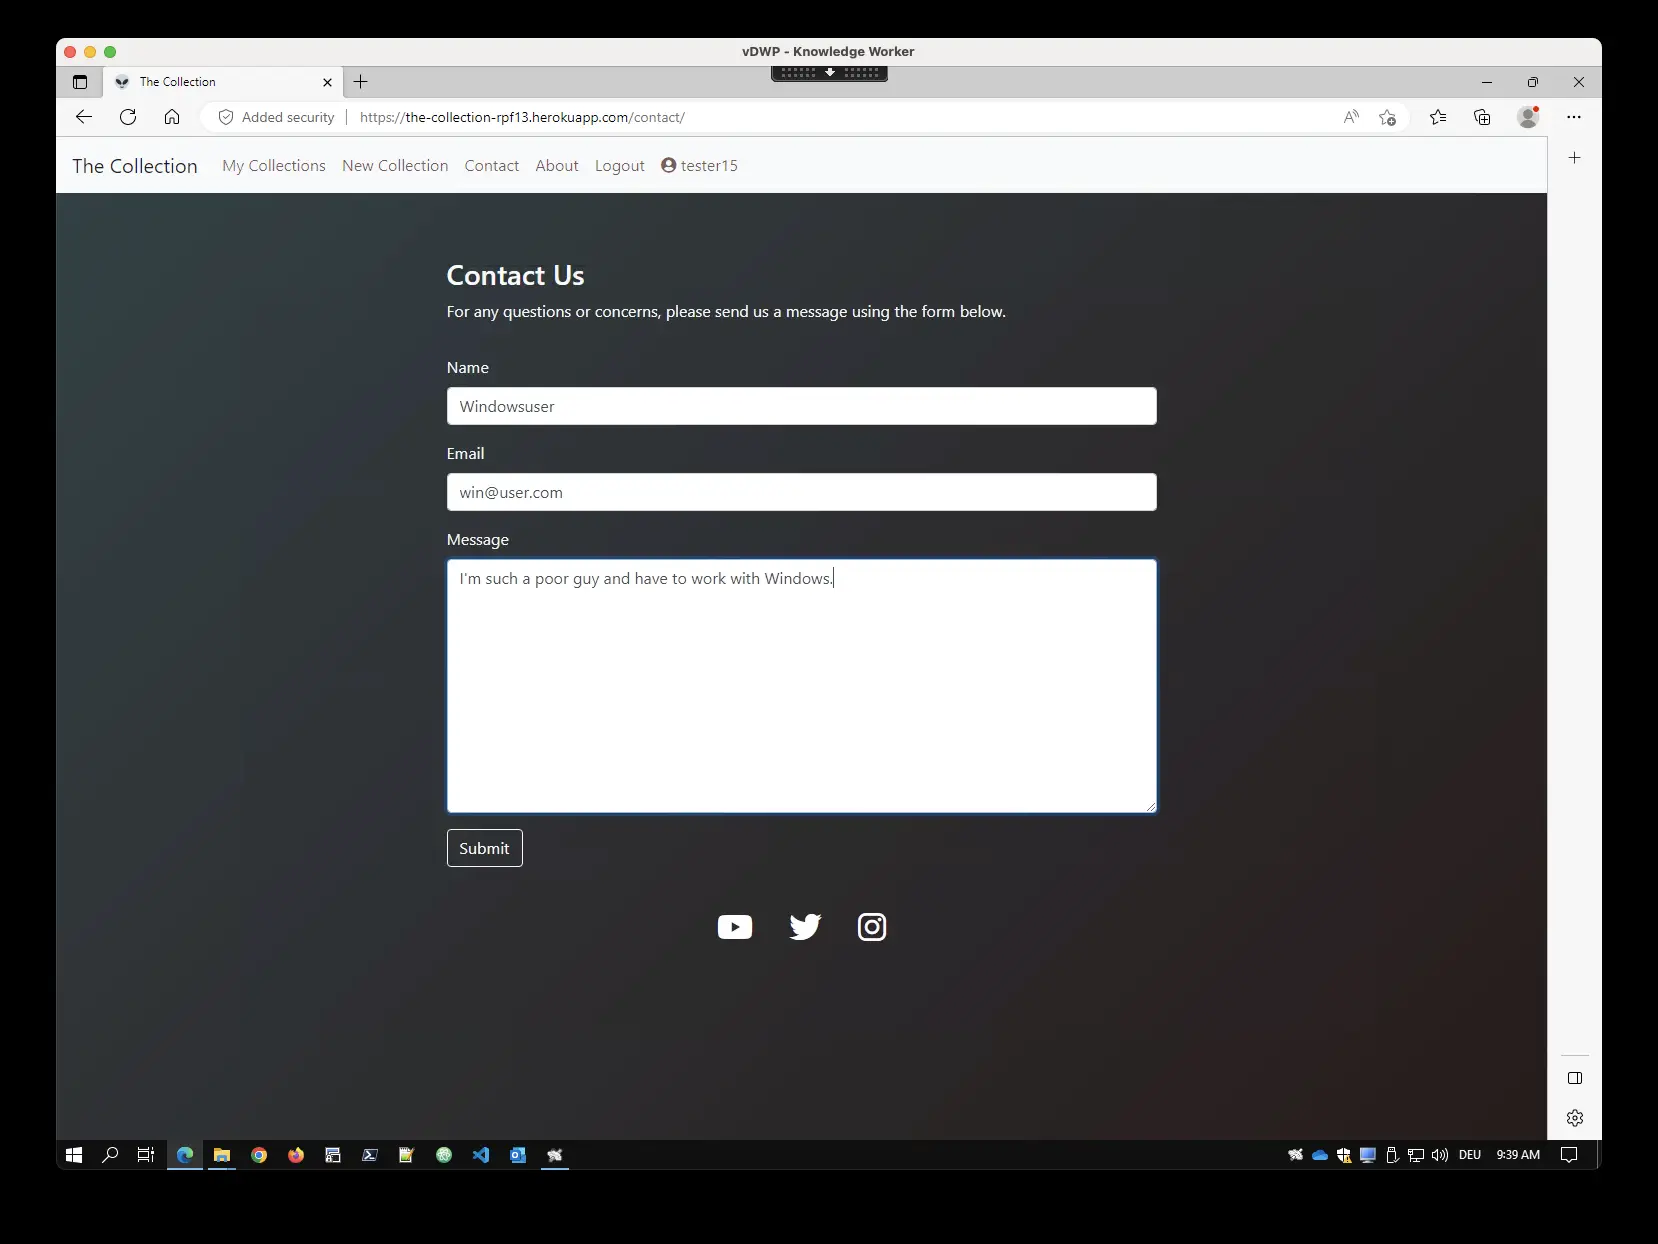 vDWP - Knowledge Worker
The Collection
Added security
https://the-collection-rpf13.herokuapp.com/contact/
The Collection My Collections New Collection Contact About Logout tester15
Contact Us
For any questions or concerns, please send us a message using the form below.
Name
Windowsuser
Email
win@user.com
Message
I'm such a poor guy and have to work with Windows.
Submit
DEU 9:39 AM